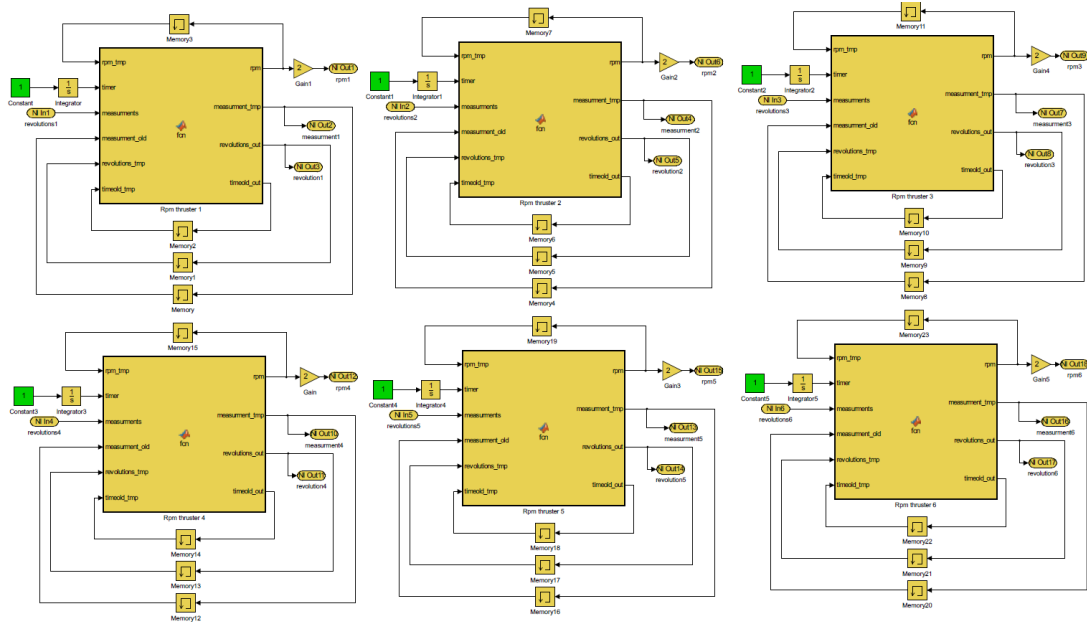 Memory3
rpm_tmp
rpm
2
NI Out1
Gain1
rpm1
1
Constant
1
s
Integrator
timer
NI In1
revolutions1
measurments
measurment_tmp
NI Out2
measurment1
measurment_old
fcn
revolutions_out
NI Out3
revolution1
revolutions_tmp
timeold_tmp
timeold_out
Rpm thruster 1
Memory2
Memory1
Memory
Memory7
rpm_tmp
rpm
2
NI Out6
Gain2
rpm2
1
Constant1
1
s
Integrator1
timer
NI In2
revolutions2
measurments
measurment_tmp
NI Out4
measurment2
measurment_old
fcn
revolutions_out
NI Out5
revolution2
revolutions_tmp
timeold_tmp
timeold_out
Rpm thruster 2
Memory6
Memory5
Memory4
Memory11
rpm_tmp
rpm
2
NI Out9
Gain4
rpm3
1
Constant2
1
s
Integrator2
timer
NI In3
revolutions3
measurments
measurment_tmp
NI Out7
measurment3
measurment_old
fcn
revolutions_out
NI Out8
revolution3
revolutions_tmp
timeold_tmp
timeold_out
Rpm thruster 3
Memory10
Memory9
Memory8
Memory15
rpm_tmp
rpm
2
NI Out12
Gain
rpm4
1
Constant3
1
s
Integrator3
timer
NI In4
revolutions4
measurments
measurment_tmp
NI Out10
measurment4
measurment_old
fcn
revolutions_out
NI Out11
revolution4
revolutions_tmp
timeold_tmp
timeold_out
Rpm thruster 4
Memory14
Memory13
Memory12
Memory19
rpm_tmp
rpm
2
NI Out15
Gain3
rpm5
1
Constant4
1
s
Integrator4
timer
NI In5
revolutions5
measurments
measurment_tmp
NI Out13
measurment5
measurment_old
fcn
revolutions_out
NI Out14
revolution5
revolutions_tmp
timeold_tmp
timeold_out
Rpm thruster 5
Memory18
Memory17
Memory16
Memory23
rpm_tmp
rpm
2
NI Out18
Gain5
rpm6
1
Constant5
1
s
Integrator5
timer
NI In6
revolutions6
measurments
measurment_tmp
NI Out16
measurment6
measurment_old
fcn
revolutions_out
NI Out17
revolution6
revolutions_tmp
timeold_tmp
timeold_out
Rpm thruster 6
Memory22
Memory21
Memory20